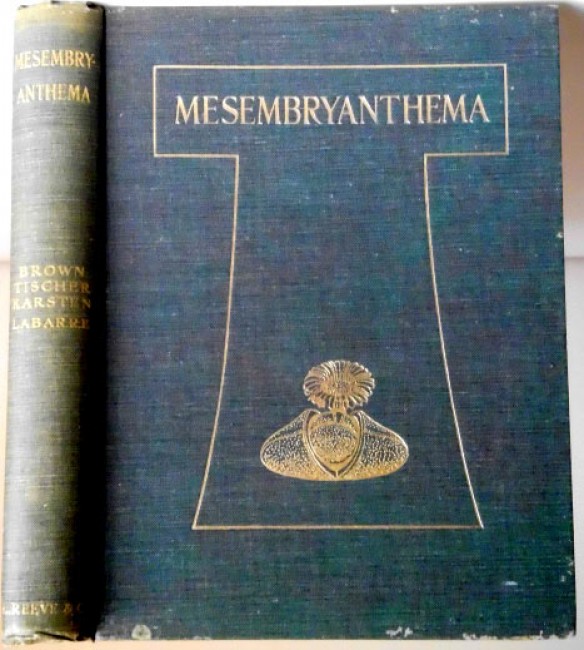 MESEMBRY-
ANTHEMA
BROWN
TISCHER
KARSTEN
LABARRE
REEVE &
MESEMBRYANTHEMA